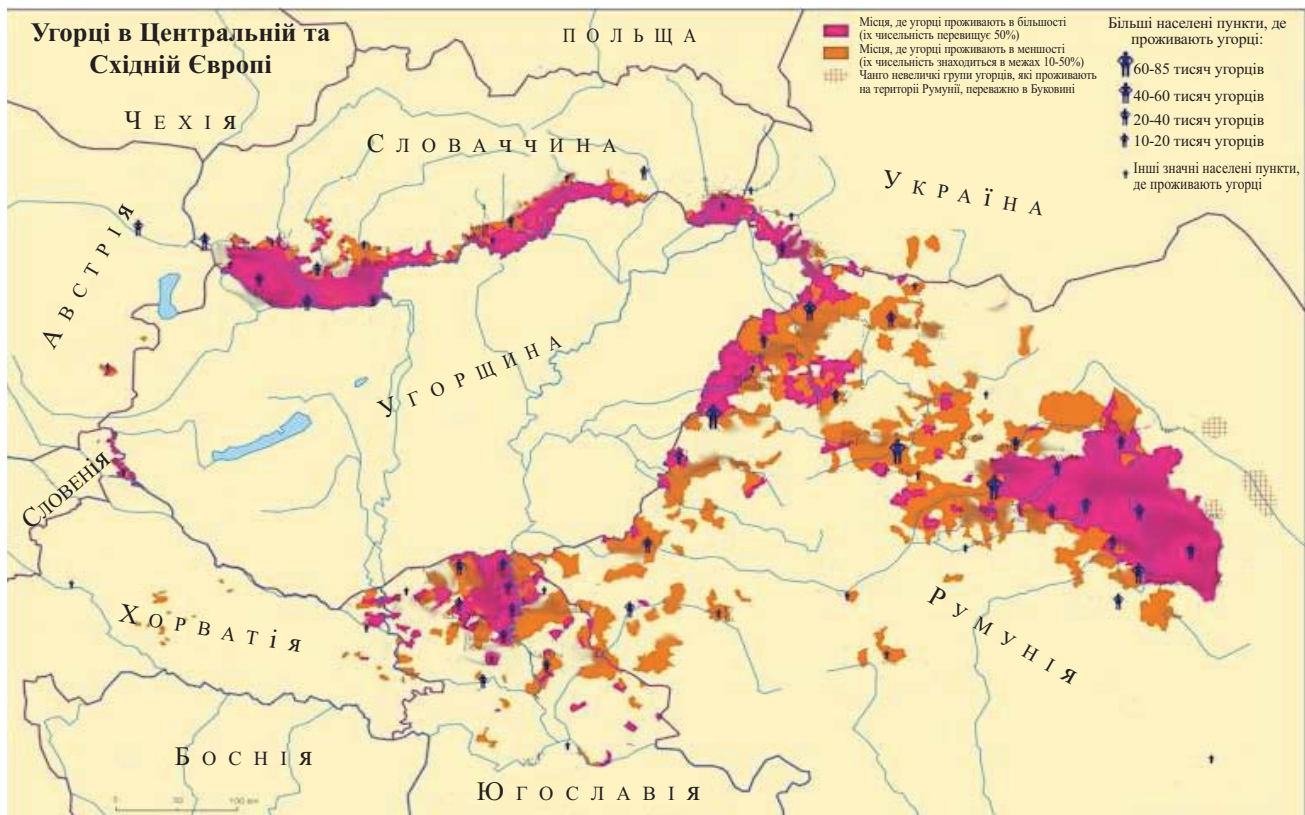 Угорці в Центральній та
Східній Європі
Місця, де угорці проживають в більшості
(їх чисельність перевищує 50%)
Місця, де угорці проживають в меншості
(їх чисельність знаходиться в межах 10-50%)
Чанго невеличкі групи угорців, які проживають
на території Румунії, переважно в Буковині
Більші населені пункти, де
проживають угорці:
60-85 тисяч угорців
40-60 тисяч угорців
20-40 тисяч угорців
10-20 тисяч угорців
Інші значні населені пункти,
де проживають угорці
ПОЛЬЩА
ЧЕХІЯ
СЛОВАЧЧИНА
УКРАЇНА
АВСТРІЯ
УГОРЩИНА
СЛОВЕНІЯ
ХОРВАТІЯ
РУМУНІЯ
БОСНІЯ
ЮГОСЛАВІЯ
0 50 100 км